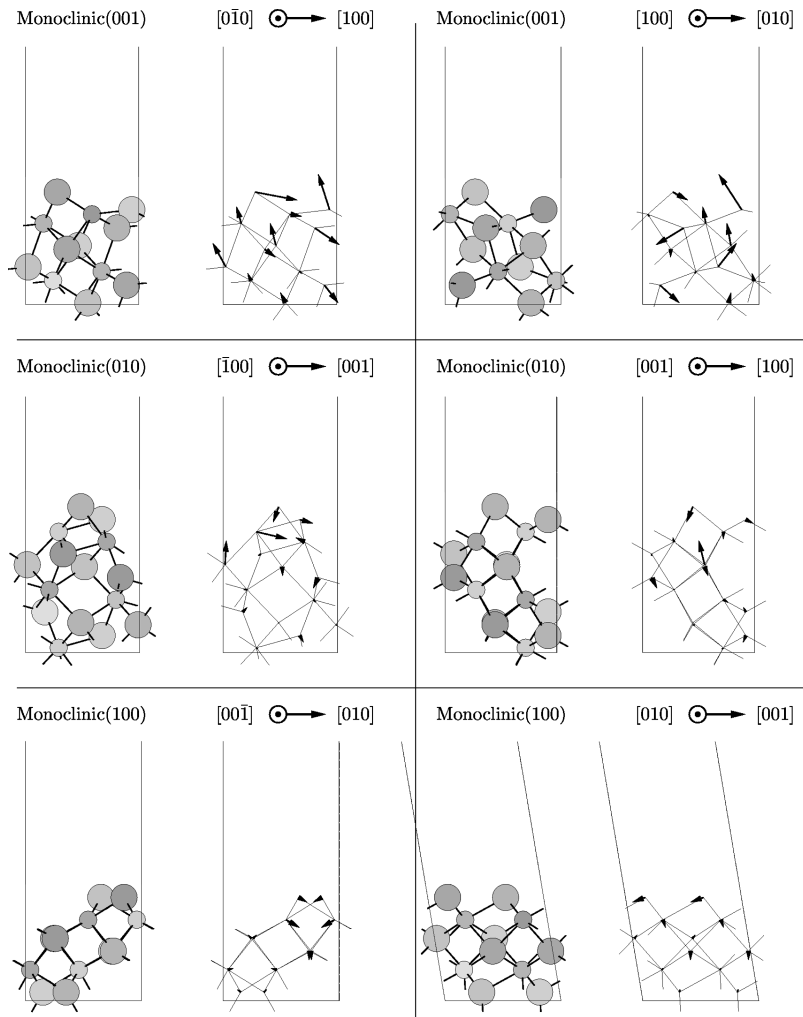 Monoclinic(001) [01̄0] [100]
Monoclinic(001) [100] [010]
Monoclinic(010) [1̄00] [001]
Monoclinic(010) [001] [100]
Monoclinic(100) [001̄] [010]
Monoclinic(100) [010] [001]